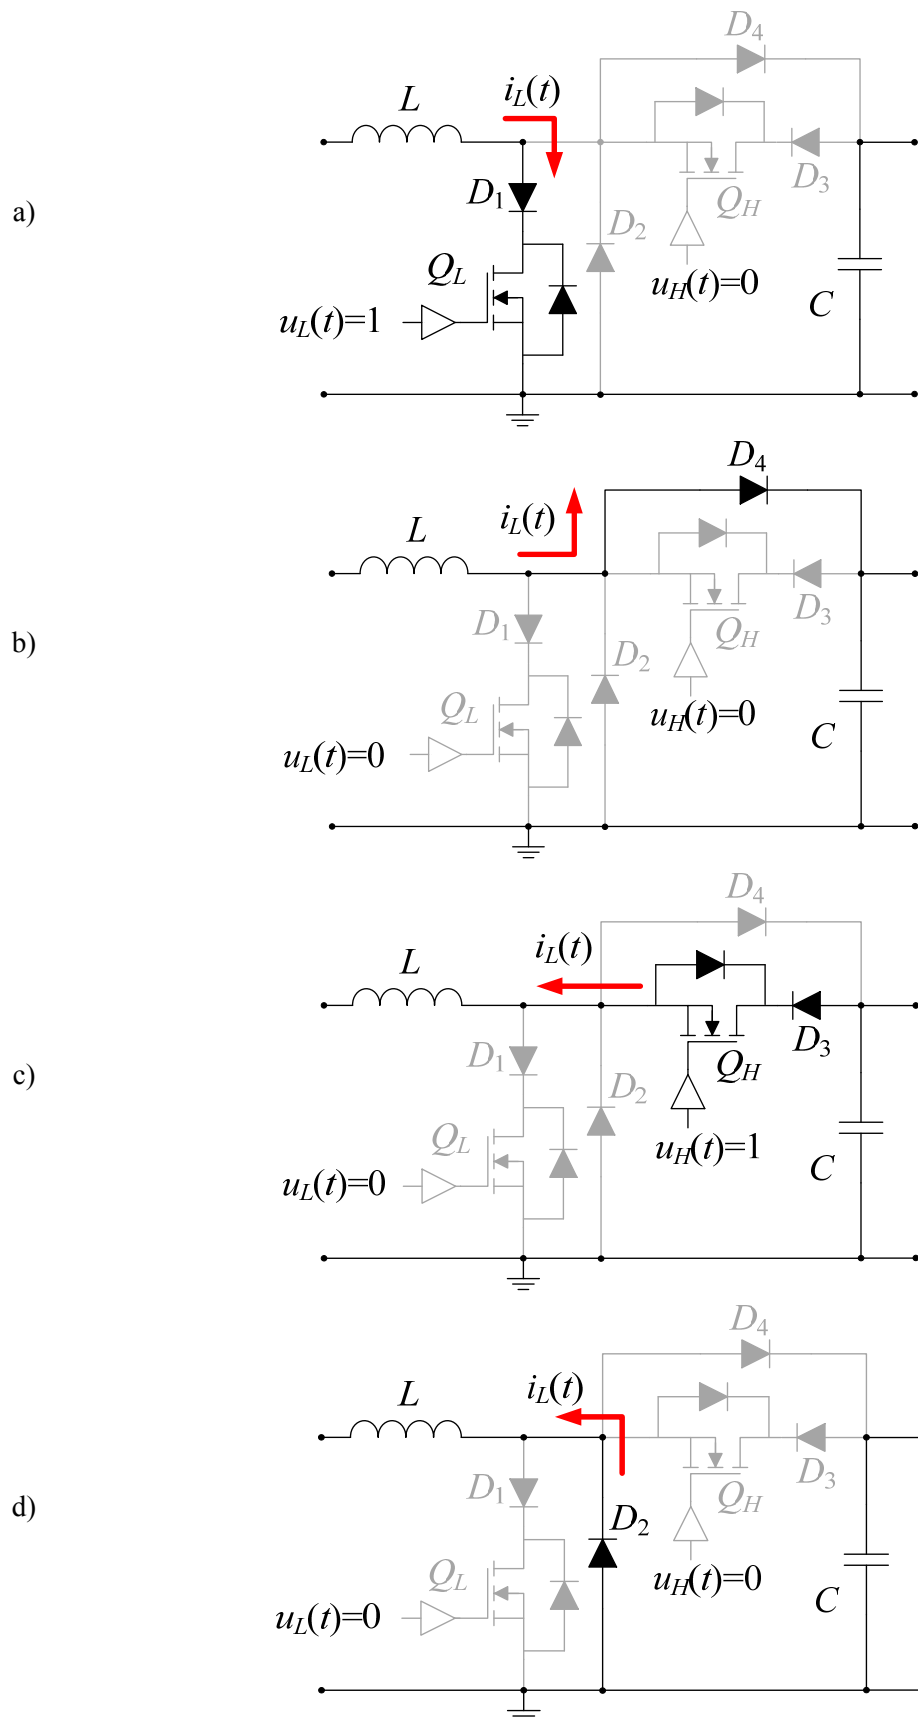 a)
D4
iL(t)
L
D1
D3
QH
D2
QL
uH(t)=0
C
uL(t)=1
b)
D4
iL(t)
L
D1
D3
QH
D2
QL
uH(t)=0
C
uL(t)=0
c)
D4
iL(t)
L
D3
D1
QH
D2
QL
uH(t)=1
C
uL(t)=0
d)
D4
iL(t)
L
D3
D1
QH
D2
QL
uH(t)=0
C
uL(t)=0